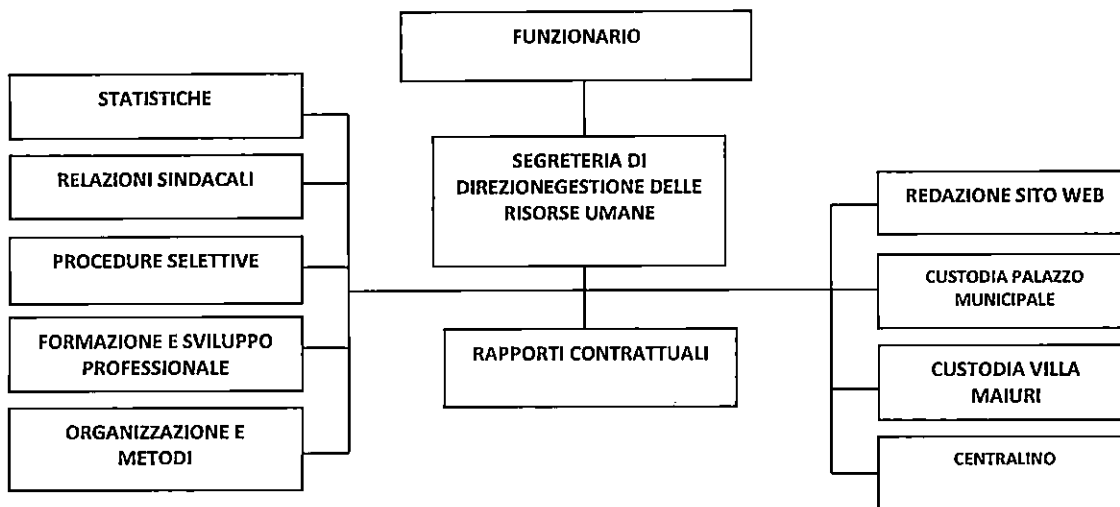 FUNZIONARIO
STATISTICHE
RELAZIONI SINDACALI
PROCEDURE SELETTIVE
FORMAZIONE E SVILUPPO
PROFESSIONALE
ORGANIZZAZIONE E
METODI
SEGRETERIA DI
DIREZIONEGESTIONE DELLE
RISORSE UMANE
RAPPORTI CONTRATTUALI
REDAZIONE SITO WEB
CUSTODIA PALAZZO
MUNICIPALE
CUSTODIA VILLA
MAIURI
CENTRALINO